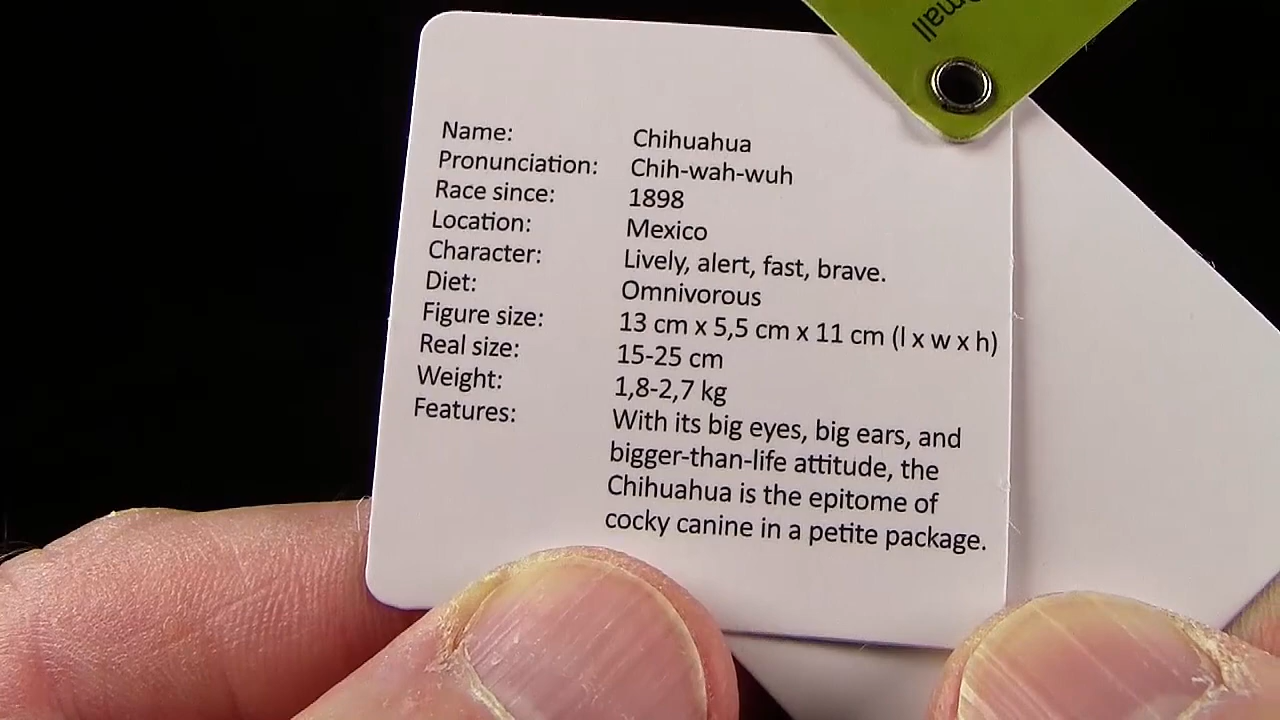 mall
Name: Chihuahua
Pronunciation: Chih-wah-wuh
Race since: 1898
Location: Mexico
Character: Lively, alert, fast, brave.
Diet: Omnivorous
Figure size: 13 cm x 5,5 cm x 11 cm (l x w x h)
Real size: 15-25 cm
Weight: 1,8-2,7 kg
Features: With its big eyes, big ears, and
bigger-than-life attitude, the
Chihuahua is the epitome of
cocky canine in a petite package.